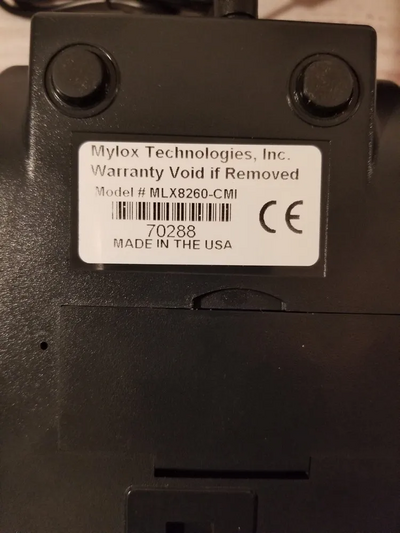 Mylox Technologies, Inc.
Warranty Void if Removed
Model # MLX8260-CMI
70288
CE
MADE IN THE USA